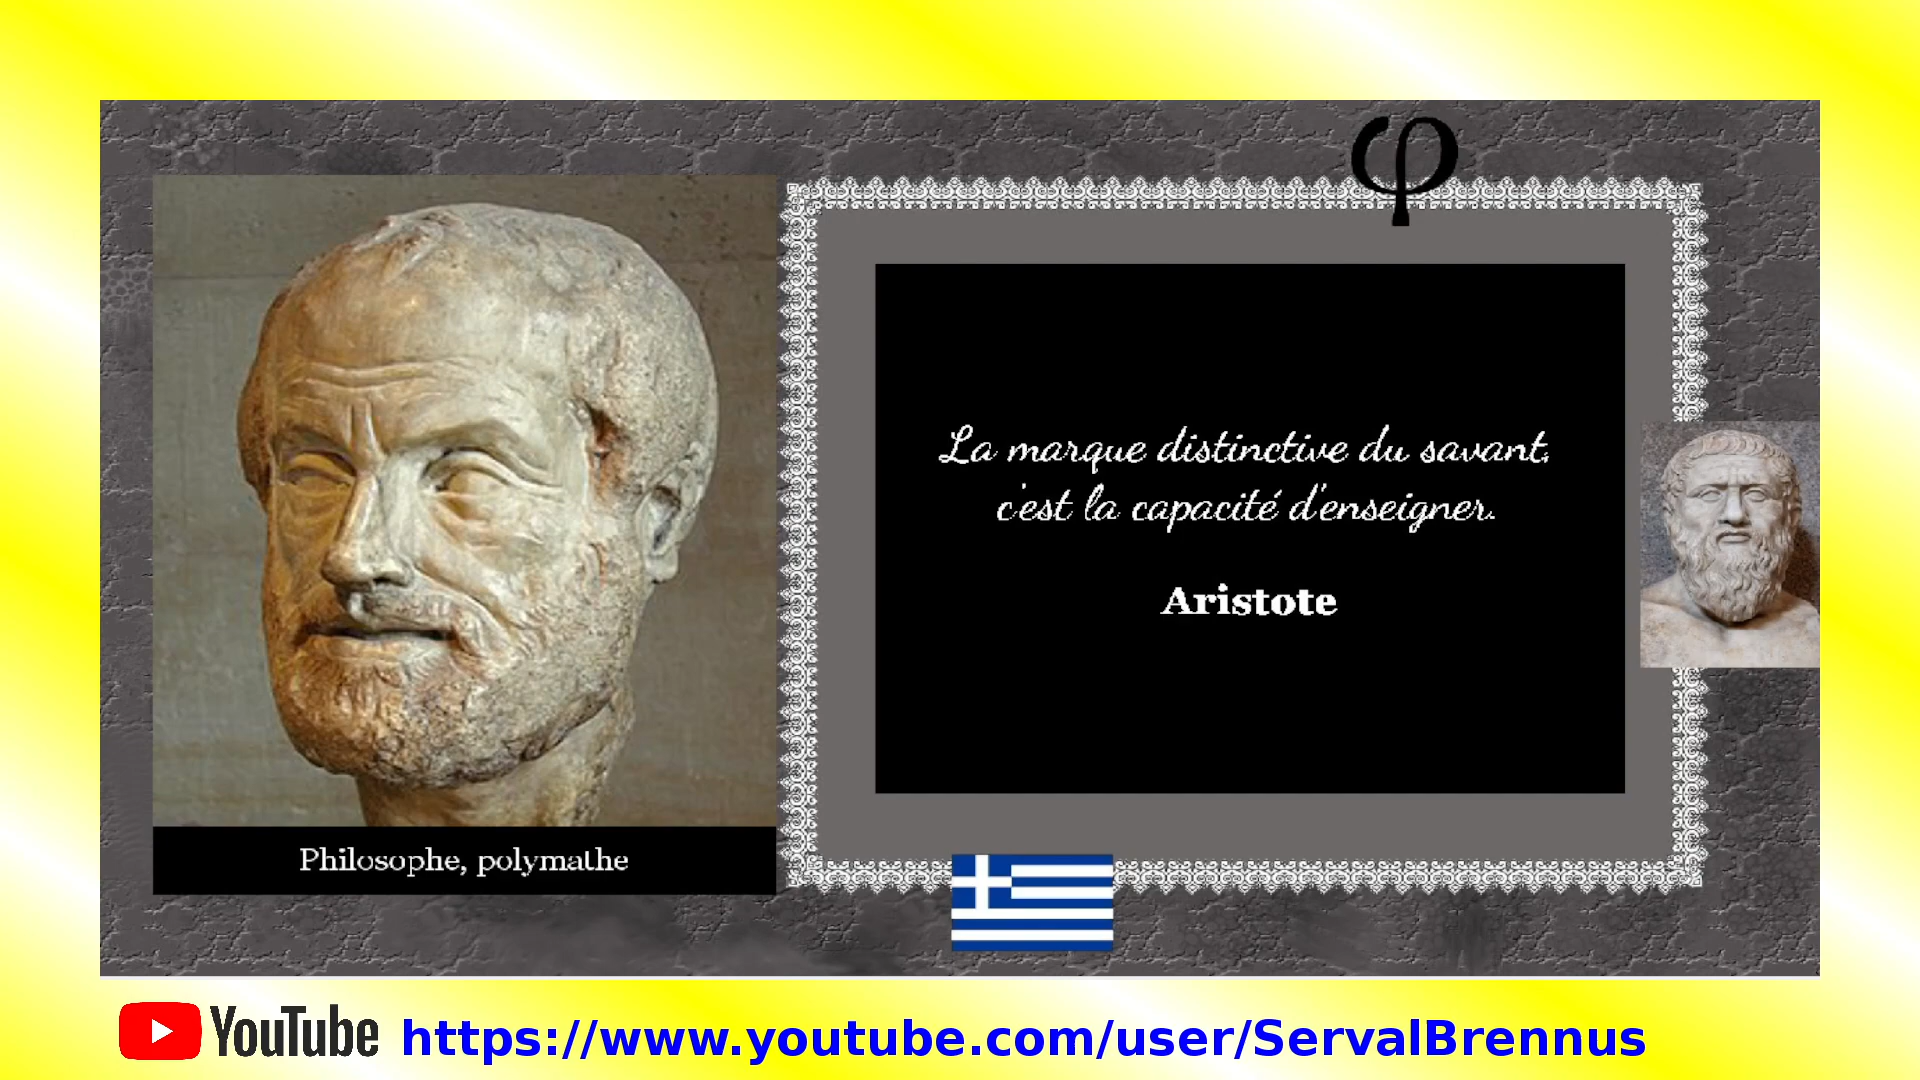 φ
La marque distinctive du savant,
c'est la capacité d'enseigner.
Aristote
Philosophe, polymathe
YouTube https://www.youtube.com/user/ServalBrennus